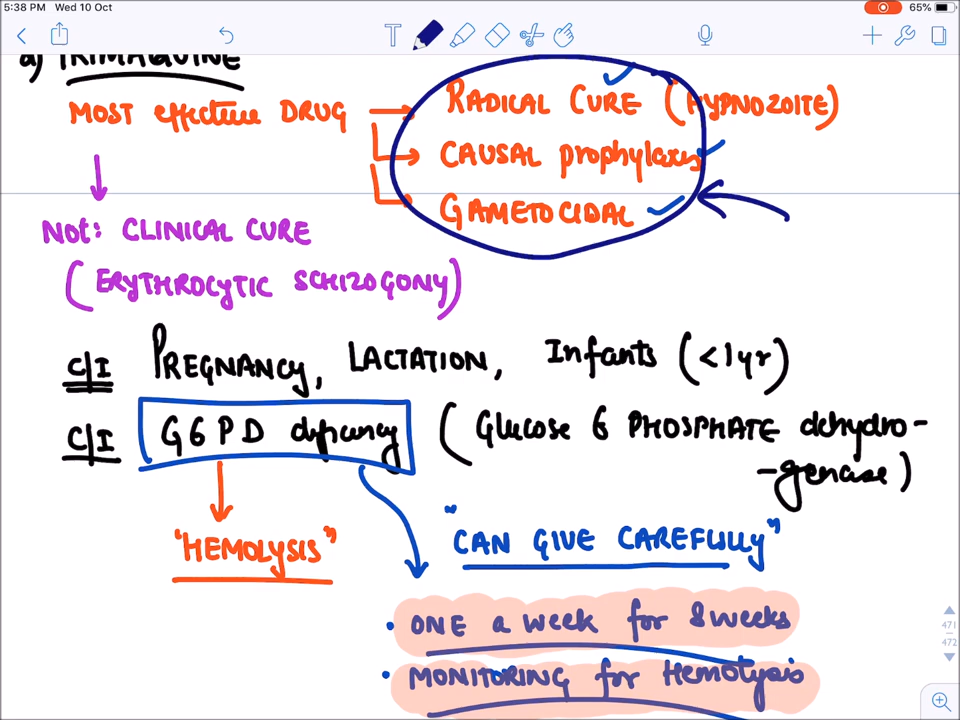 5:38 PM Wed 10 Oct
65%
a) PRIMAQUINE
MOST effective DRUG → RADICAL CURE (HYPNOZOITE)
→ CAUSAL prophylaxes
GAMETOCIDAL
Not: CLINICAL CURE
(ERYTHROCYTIC SCHIZOGONY)
C/I PREGNANCY, LACTATION, Infants (<1yr)
C/I G6PD (Glucose 6 PHOSPHATE dehydro-
-genase)
"HEMOLYSIS"
"CAN GIVE CAREFULLY"
• ONE a week for 8 weeks
• MONITORING for Hemolysis
471
472